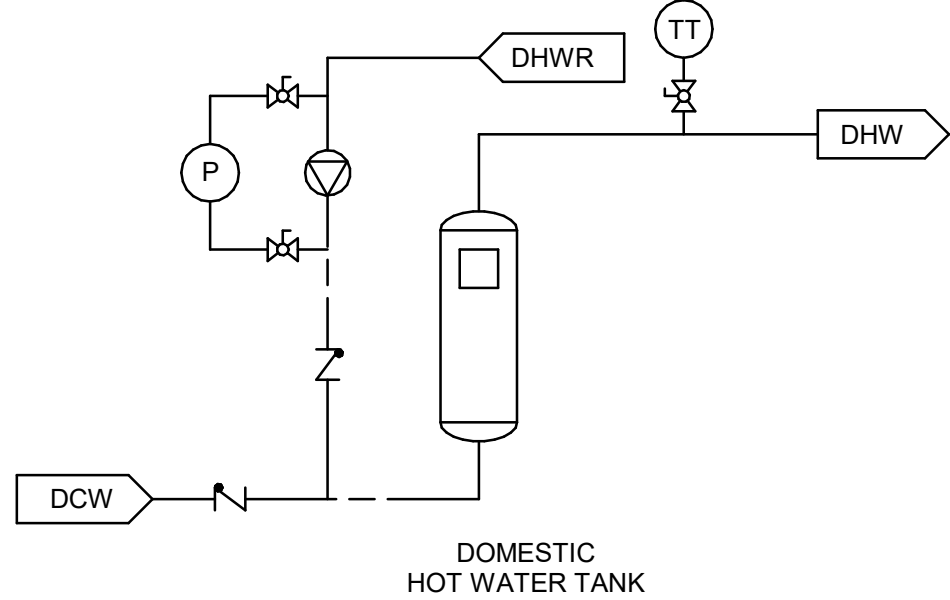 TT
DHWR
DHW
P
DCW
DOMESTIC
HOT WATER TANK